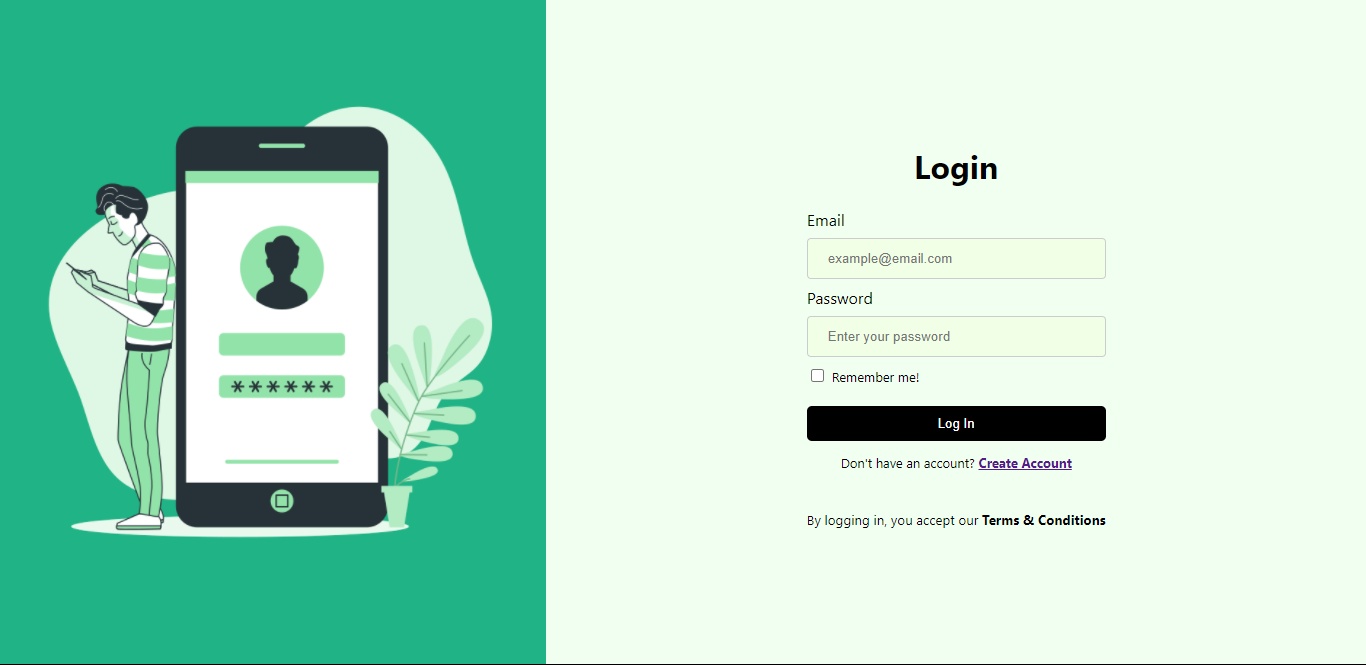 Login
Email
example@email.com
Password
Enter your password
Remember me!
Log In
Don't have an account? Create Account
By logging in, you accept our Terms & Conditions
******